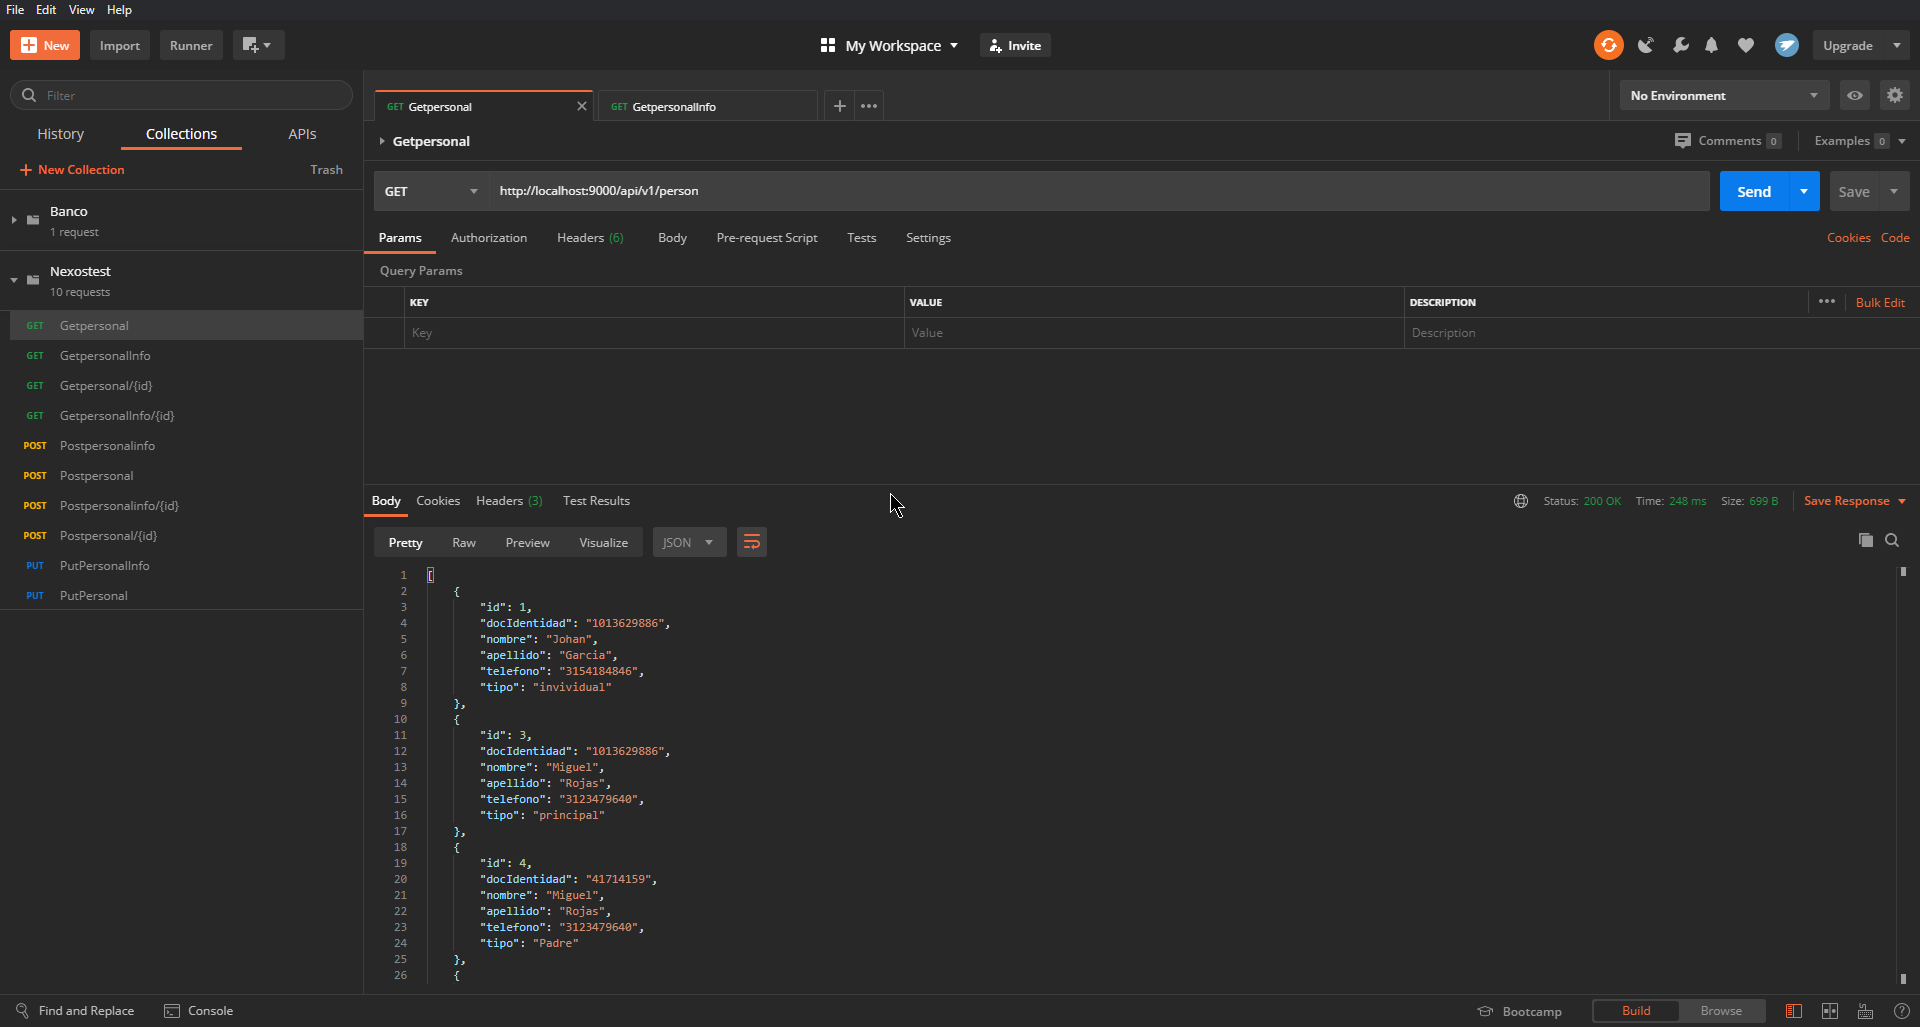 File Edit View Help
New Import Runner My Workspace Invite Upgrade
Filter
History Collections APIs
New Collection Trash
Banco
1 request
Nexostest
10 requests
GET Getpersonal
GET GetpersonalInfo
GET Getpersonal/{id}
GET GetpersonalInfo/{id}
POST Postpersonalinfo
POST Postpersonal
POST Postpersonalinfo/{id}
POST Postpersonal/{id}
PUT PutPersonalInfo
PUT PutPersonal
GET Getpersonal GET GetpersonalInfo No Environment
Getpersonal Comments 0 Examples 0
GET http://localhost:9000/api/v1/person Send Save
Params Authorization Headers (6) Body Pre-request Script Tests Settings Cookies Code
Query Params
KEY VALUE DESCRIPTION Bulk Edit
Key Value Description
Body Cookies Headers (3) Test Results Status: 200 OK Time: 248 ms Size: 699 B Save Response
Pretty Raw Preview Visualize JSON
1 [
2 {
3 "id": 1,
4 "docIdentidad": "1013629886",
5 "nombre": "Johan",
6 "apellido": "Garcia",
7 "telefono": "3154184846",
8 "tipo": "invividual"
9 },
10 {
11 "id": 3,
12 "docIdentidad": "1013629886",
13 "nombre": "Miguel",
14 "apellido": "Rojas",
15 "telefono": "3123479640",
16 "tipo": "principal"
17 },
18 {
19 "id": 4,
20 "docIdentidad": "41714159",
21 "nombre": "Miguel",
22 "apellido": "Rojas",
23 "telefono": "3123479640",
24 "tipo": "Padre"
25 },
26 {
Find and Replace Console Bootcamp Build Browse